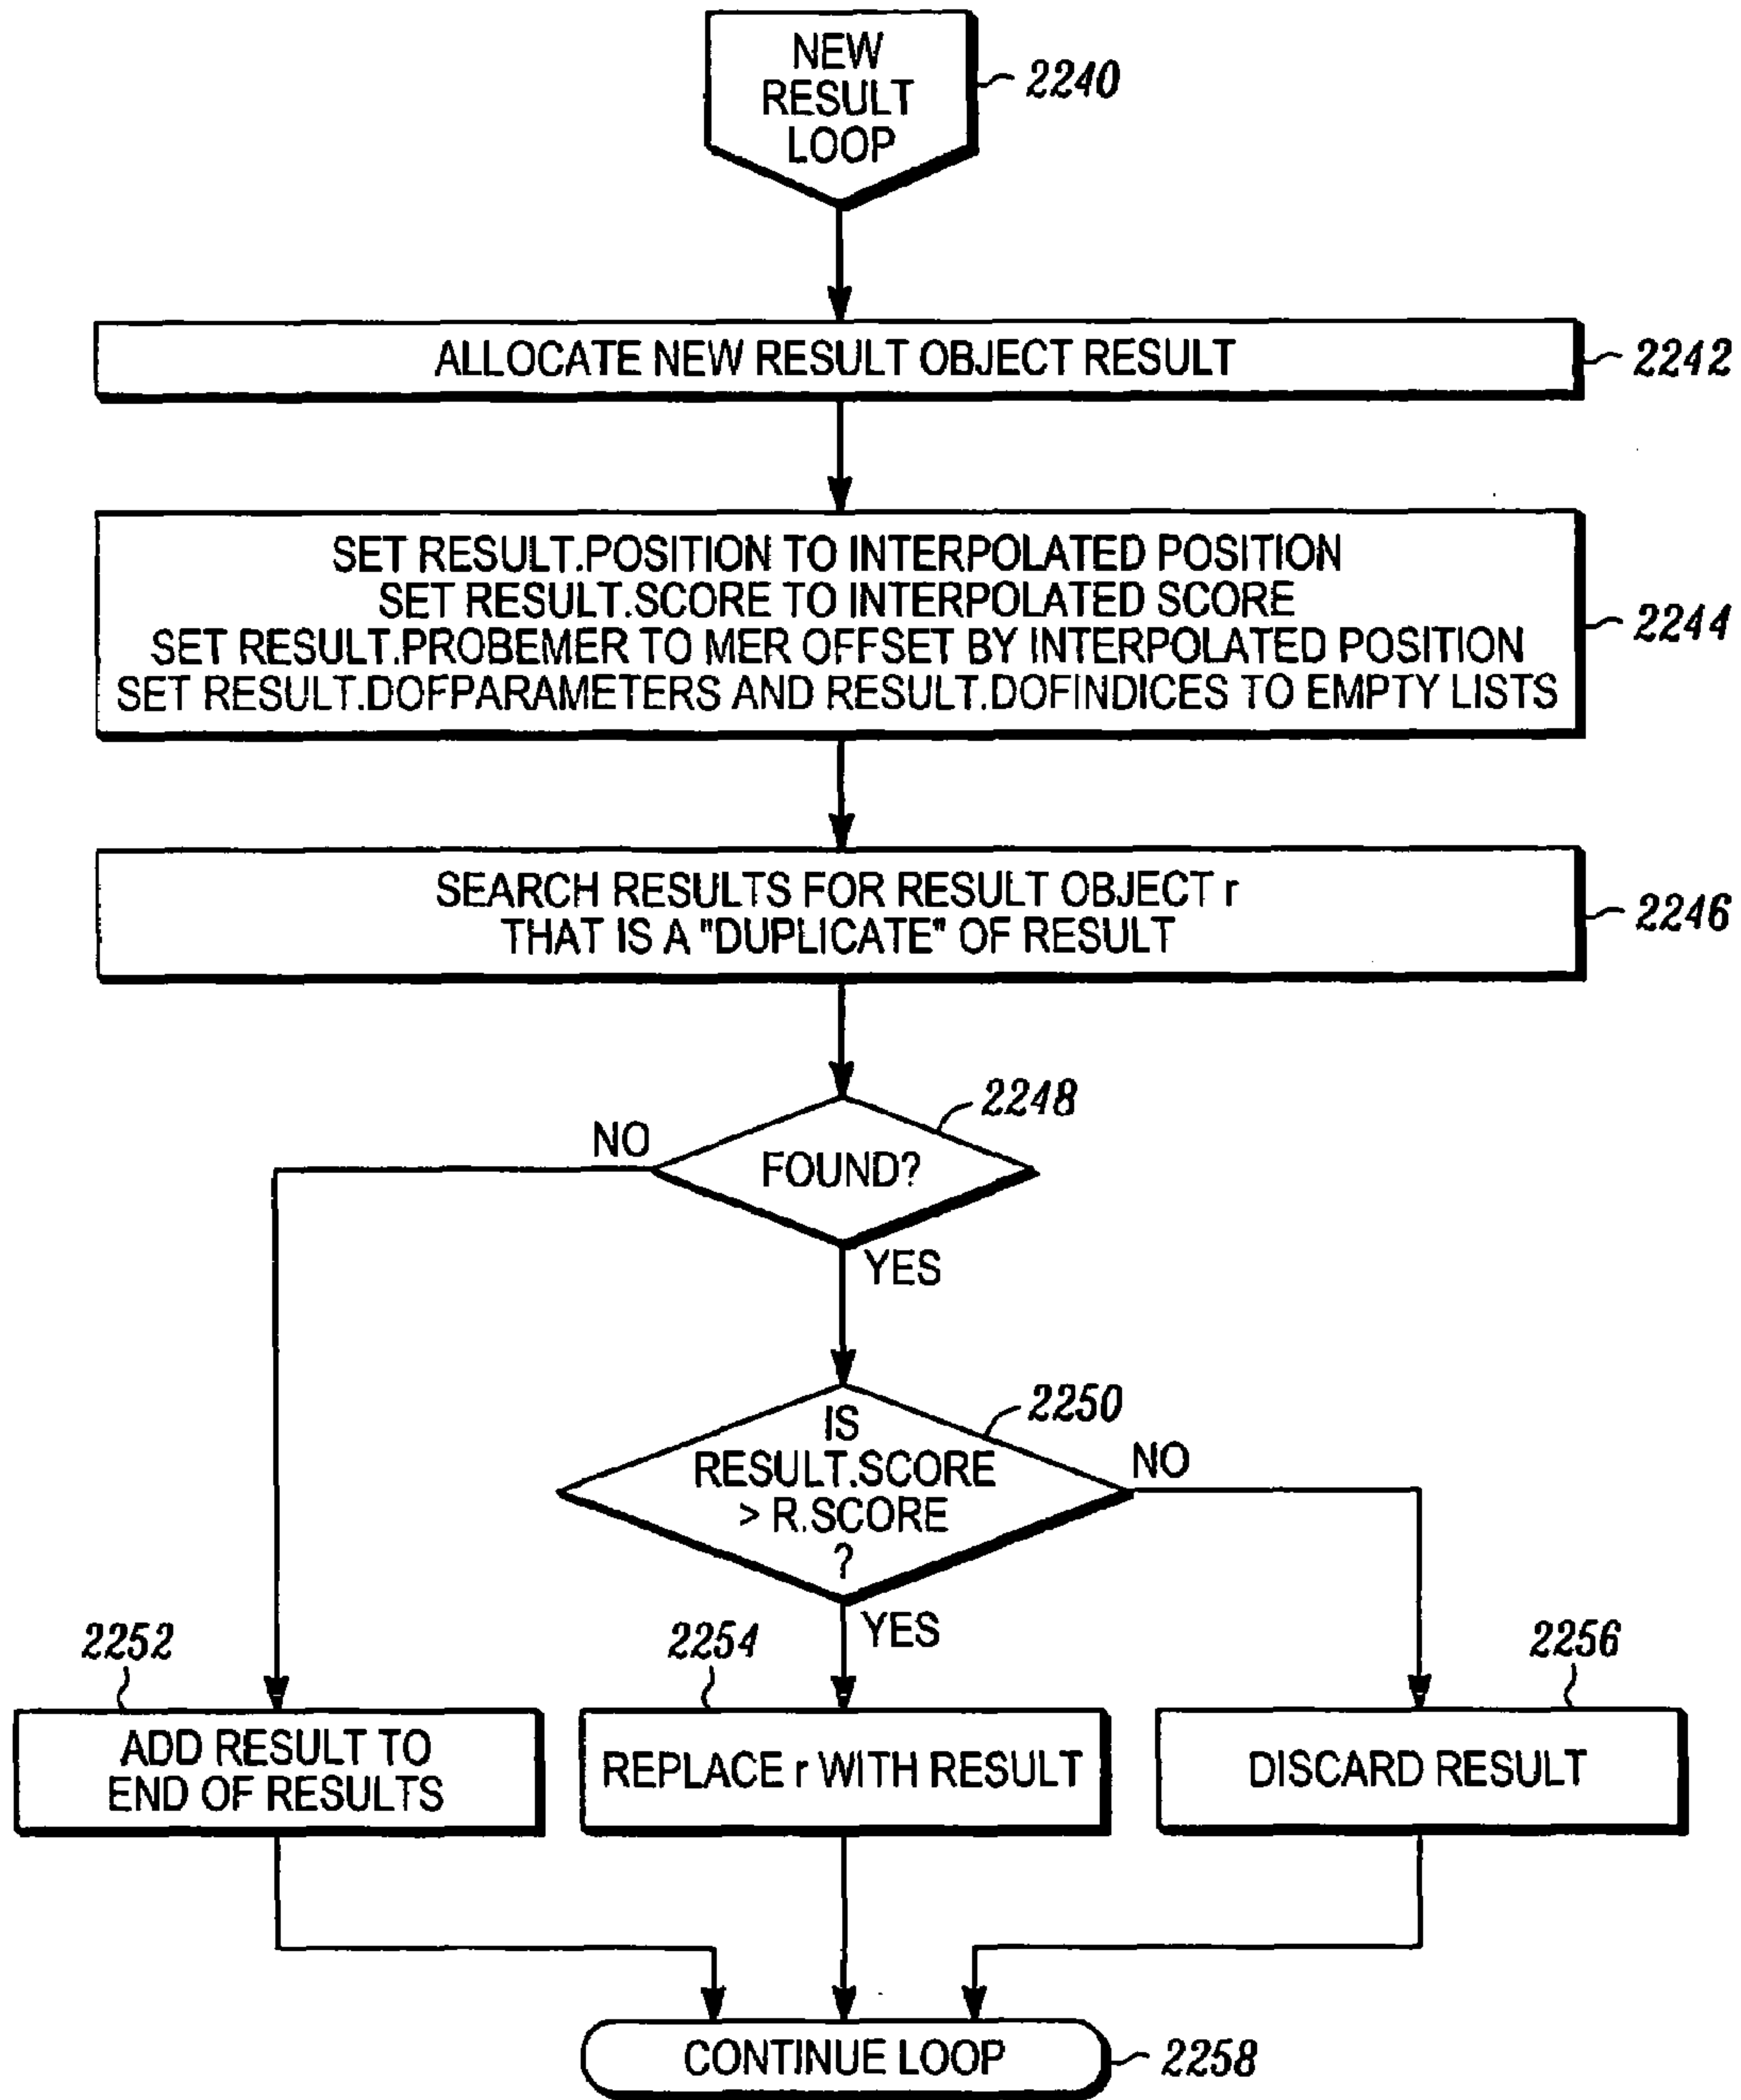 NEW
RESULT
LOOP
2240
ALLOCATE NEW RESULT OBJECT RESULT
2242
SET RESULT.POSITION TO INTERPOLATED POSITION
SET RESULT.SCORE TO INTERPOLATED SCORE
SET RESULT.PROBEMER TO MER OFFSET BY INTERPOLATED POSITION
SET RESULT.DOFPARAMETERS AND RESULT.DOFINDICES TO EMPTY LISTS
2244
SEARCH RESULTS FOR RESULT OBJECT r
THAT IS A "DUPLICATE" OF RESULT
2246
2248
NO
FOUND?
YES
2250
IS
RESULT.SCORE
> R.SCORE
?
NO
YES
2252
2254
2256
ADD RESULT TO
END OF RESULTS
REPLACE r WITH RESULT
DISCARD RESULT
CONTINUE LOOP
2258